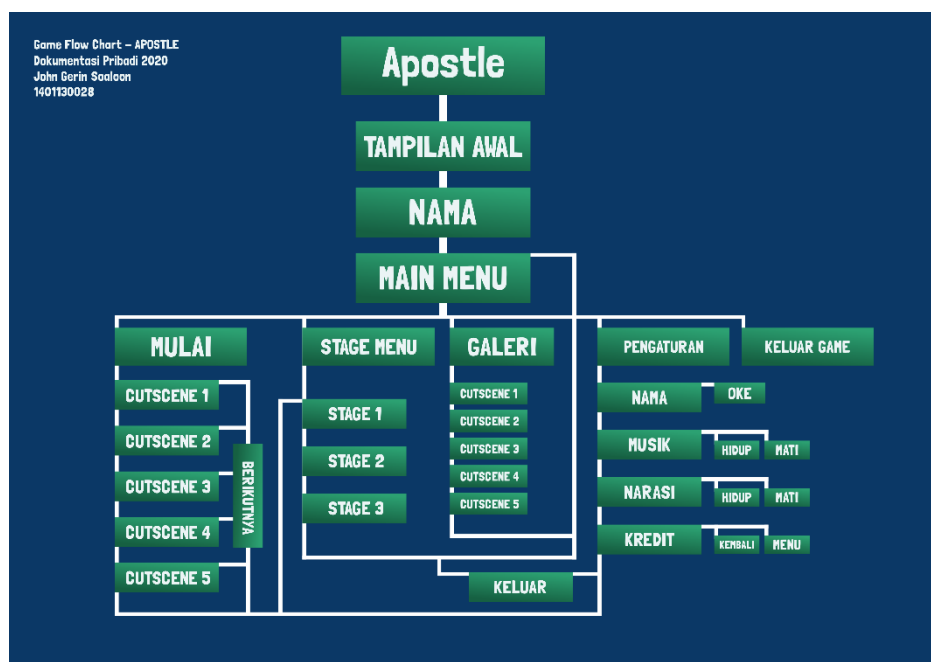 Game Flow Chart – APOSTLE
Dokumentasi Pribadi 2020
John Gerin Saaloon
1401130028
Apostle
TAMPILAN AWAL
NAMA
MAIN MENU
MULAI
STAGE MENU
GALERI
PENGATURAN
KELUAR GAME
CUTSCENE 1
CUTSCENE 2
CUTSCENE 3
CUTSCENE 4
CUTSCENE 5
BERIKUTNYA
STAGE 1
STAGE 2
STAGE 3
CUTSCENE 1
CUTSCENE 2
CUTSCENE 3
CUTSCENE 4
CUTSCENE 5
NAMA
OKE
MUSIK
HIDUP
MATI
NARASI
HIDUP
MATI
KREDIT
KEMBALI
MENU
KELUAR